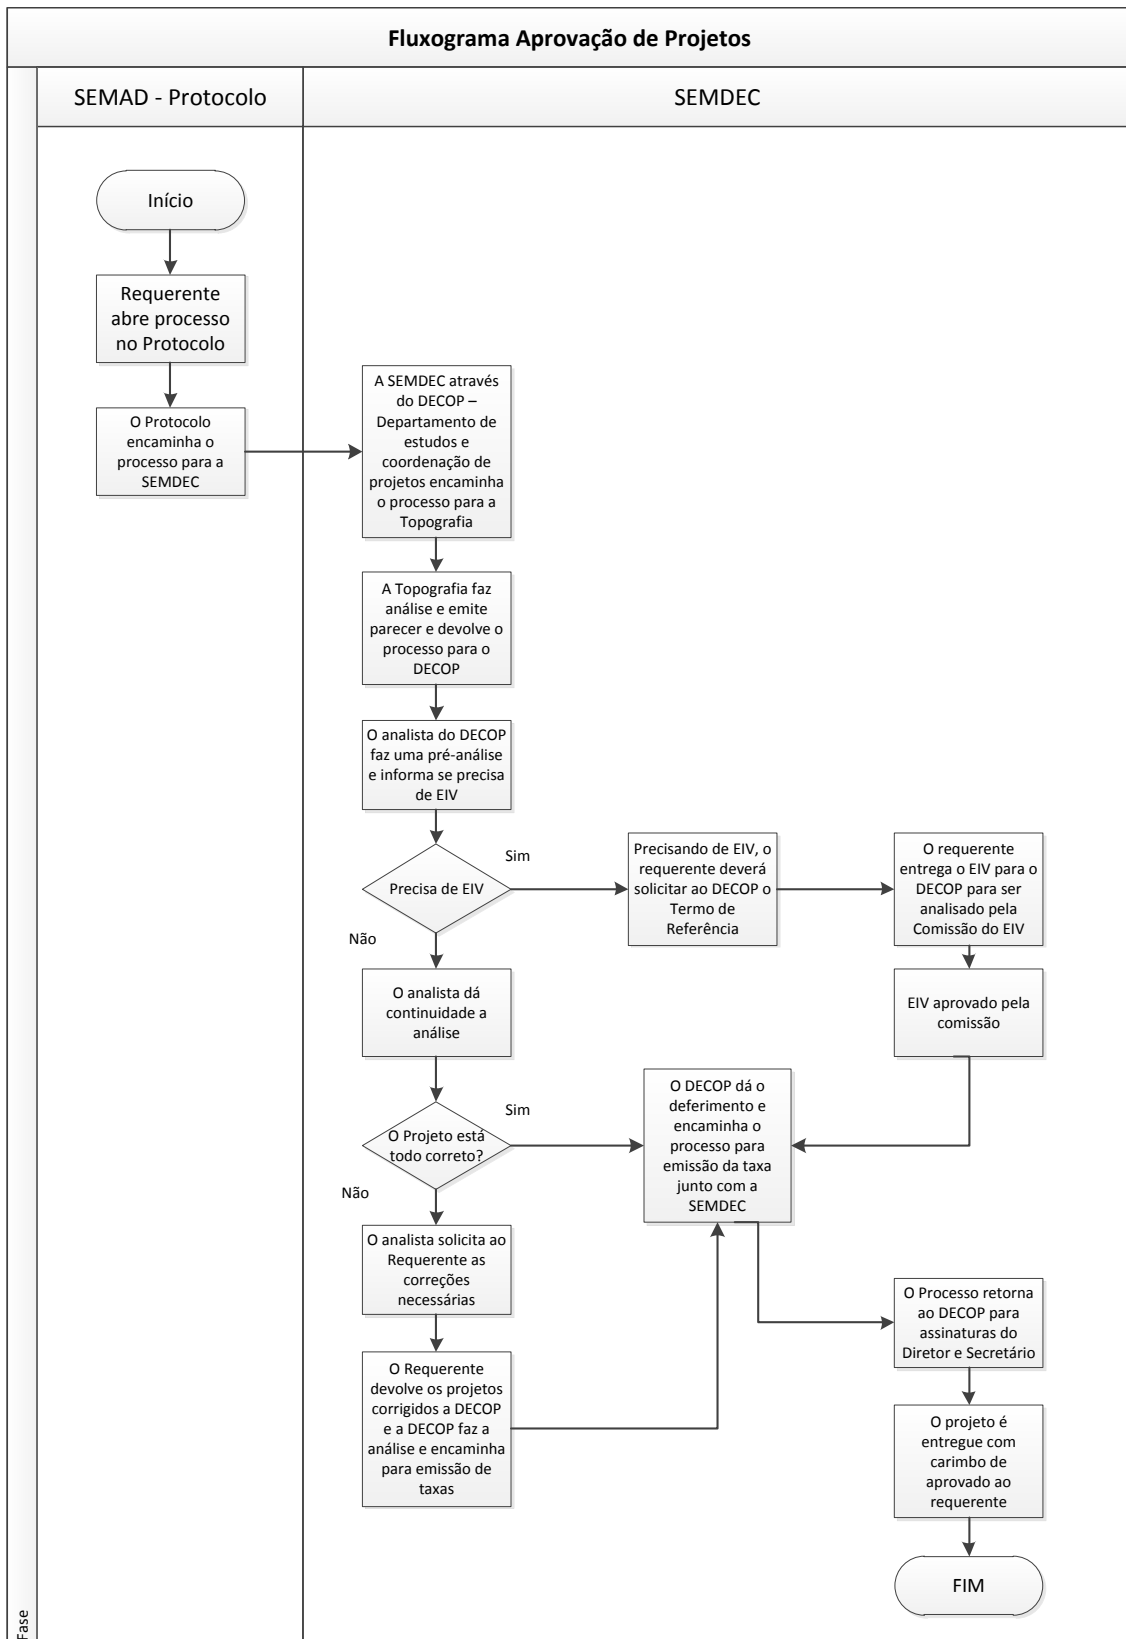 Fluxograma Aprovação de Projetos
SEMAD - Protocolo
SEMDEC
Início
Requerente
abre processo
no Protocolo
O Protocolo
encaminha o
processo para a
SEMDEC
A SEMDEC através
do DECOP –
Departamento de
estudos e
coordenação de
projetos encaminha
o processo para a
Topografia
A Topografia faz
análise e emite
parecer e devolve o
processo para o
DECOP
O analista do DECOP
faz uma pré-análise
e informa se precisa
de EIV
Precisa de EIV
Sim
Não
Precisando de EIV, o
requerente deverá
solicitar ao DECOP o
Termo de
Referência
O requerente
entrega o EIV para o
DECOP para ser
analisado pela
Comissão do EIV
EIV aprovado pela
comissão
O analista dá
continuidade a
análise
O Projeto está
todo correto?
Sim
Não
O DECOP dá o
deferimento e
encaminha o
processo para
emissão da taxa
junto com a
SEMDEC
O analista solicita ao
Requerente as
correções
necessárias
O Requerente
devolve os projetos
corrigidos a DECOP
e a DECOP faz a
análise e encaminha
para emissão de
taxas
O Processo retorna
ao DECOP para
assinaturas do
Diretor e Secretário
O projeto é
entregue com
carimbo de
aprovado ao
requerente
FIM
Fase